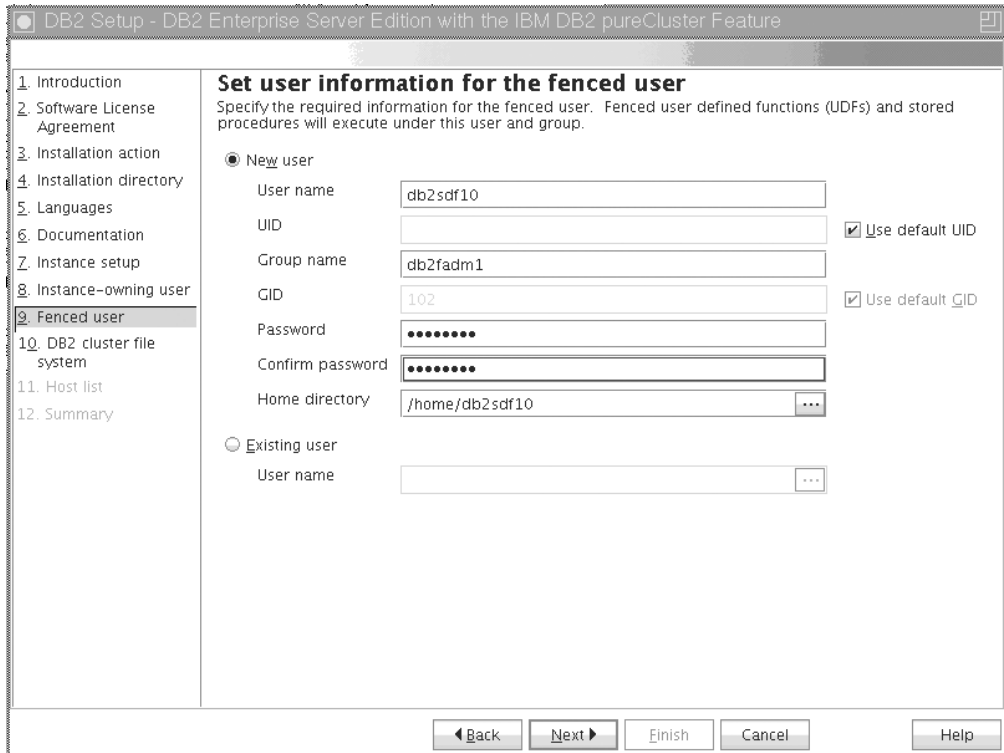 DB2 Setup - DB2 Enterprise Server Edition with the IBM DB2 pureCluster Feature
1. Introduction
2. Software License
Agreement
3. Installation action
4. Installation directory
5. Languages
6. Documentation
7. Instance setup
8. Instance-owning user
9. Fenced user
10. DB2 cluster file
system
11. Host list
12. Summary
Set user information for the fenced user
Specify the required information for the fenced user. Fenced user defined functions (UDFs) and stored
procedures will execute under this user and group.
New user
User name db2sdf10
UID Use default UID
Group name db2fadm1
GID 102 Use default GID
Password ••••••••
Confirm password ••••••••
Home directory /home/db2sdf10 ...
Existing user
User name ...
Back Next Finish Cancel Help